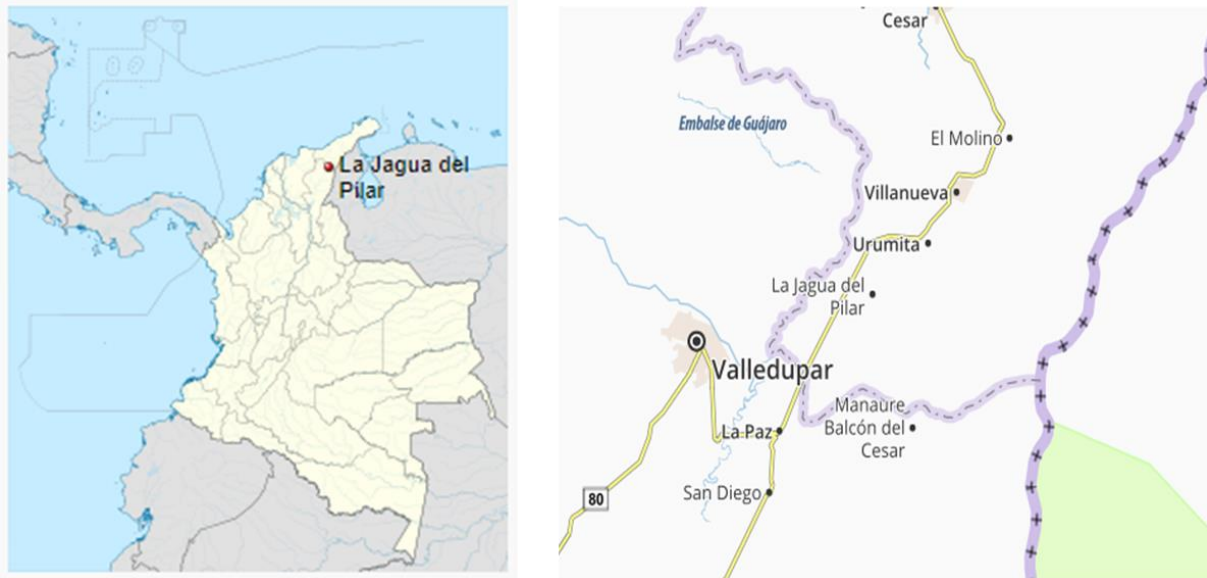 La Jagua del
Pilar
Cesar
Embalse de Guájaro
El Molino
Villanueva
Urumita
La Jagua del
Pilar
Valledupar
Manaure
Balcón del
Cesar
La Paz
San Diego
80